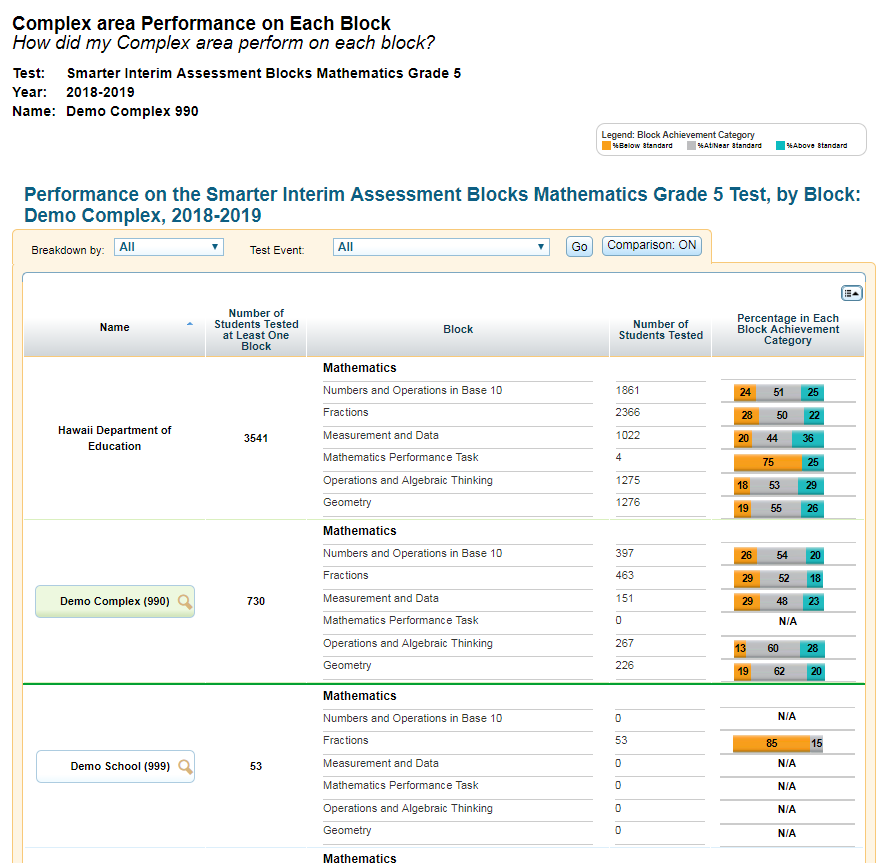 Complex area Performance on Each Block
How did my Complex area perform on each block?
Test: Smarter Interim Assessment Blocks Mathematics Grade 5
Year: 2018-2019
Name: Demo Complex 990
Legend: Block Achievement Category
%Below Standard %At/Near Standard %Above Standard
Performance on the Smarter Interim Assessment Blocks Mathematics Grade 5 Test, by Block:
Demo Complex, 2018-2019
Breakdown by: All Test Event: All Go Comparison: ON
Name
Number of
Students Tested
at Least One
Block
Block
Number of
Students Tested
Percentage in Each
Block Achievement
Category
Hawaii Department of
Education
3541
Mathematics
Numbers and Operations in Base 10 1861 24 51 25
Fractions 2366 28 50 22
Measurement and Data 1022 20 44 36
Mathematics Performance Task 4 75 25
Operations and Algebraic Thinking 1275 18 53 29
Geometry 1276 19 55 26
Demo Complex (990)
730
Mathematics
Numbers and Operations in Base 10 397 26 54 20
Fractions 463 29 52 18
Measurement and Data 151 29 48 23
Mathematics Performance Task 0 N/A
Operations and Algebraic Thinking 267 13 60 28
Geometry 226 19 62 20
Demo School (999)
53
Mathematics
Numbers and Operations in Base 10 0 N/A
Fractions 53 85 15
Measurement and Data 0 N/A
Mathematics Performance Task 0 N/A
Operations and Algebraic Thinking 0 N/A
Geometry 0 N/A
Mathematics